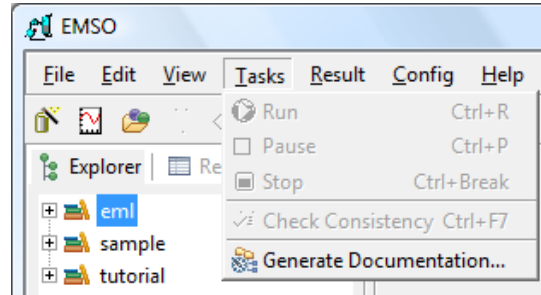 EMSO
File Edit View Tasks Result Config Help
Run Ctrl+R
Pause Ctrl+P
Stop Ctrl+Break
Check Consistency Ctrl+F7
Generate Documentation...
Explorer Re
eml
sample
tutorial